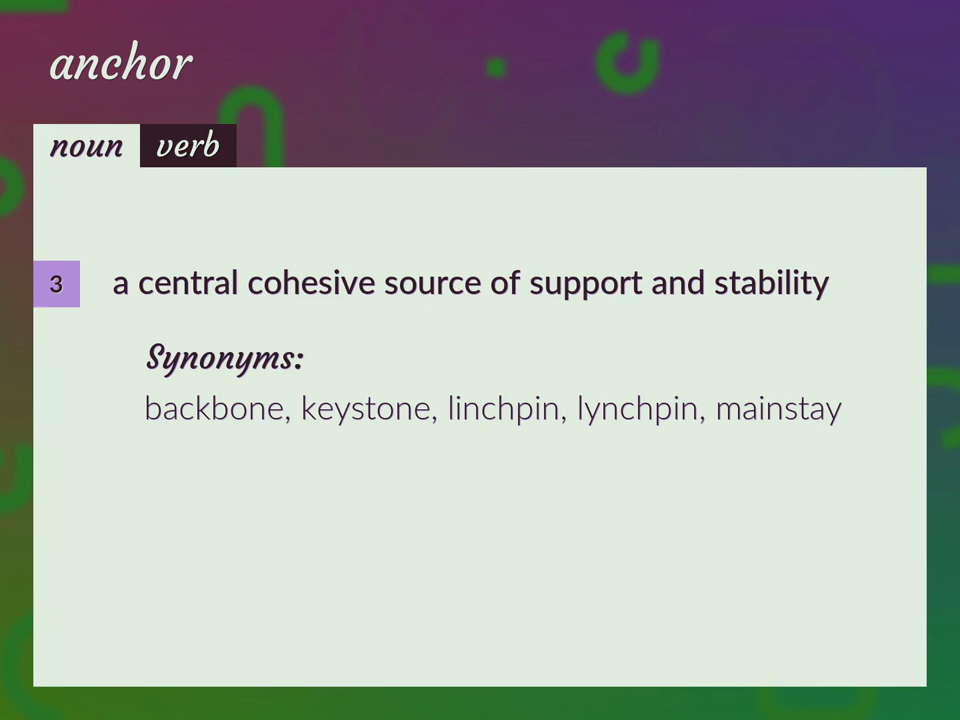 anchor
noun verb
3 a central cohesive source of support and stability
Synonyms:
backbone, keystone, linchpin, lynchpin, mainstay